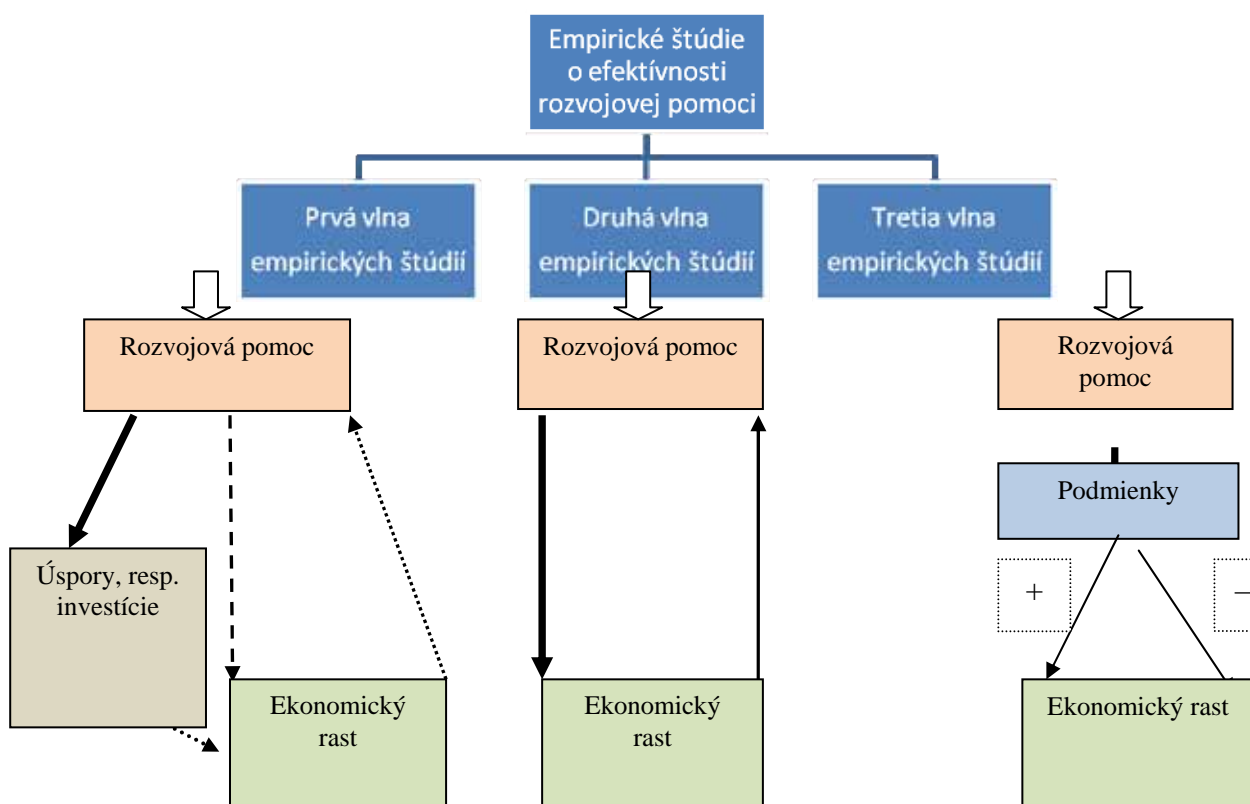 Empirické štúdie
o efektívnosti
rozvojovej pomoci
Prvá vlna
empirických štúdií
Druhá vlna
empirických štúdií
Tretia vlna
empirických štúdií
Rozvojová pomoc
Rozvojová pomoc
Rozvojová
pomoc
Podmienky
Úspory, resp.
investície
+
–
Ekonomický
rast
Ekonomický
rast
Ekonomický rast